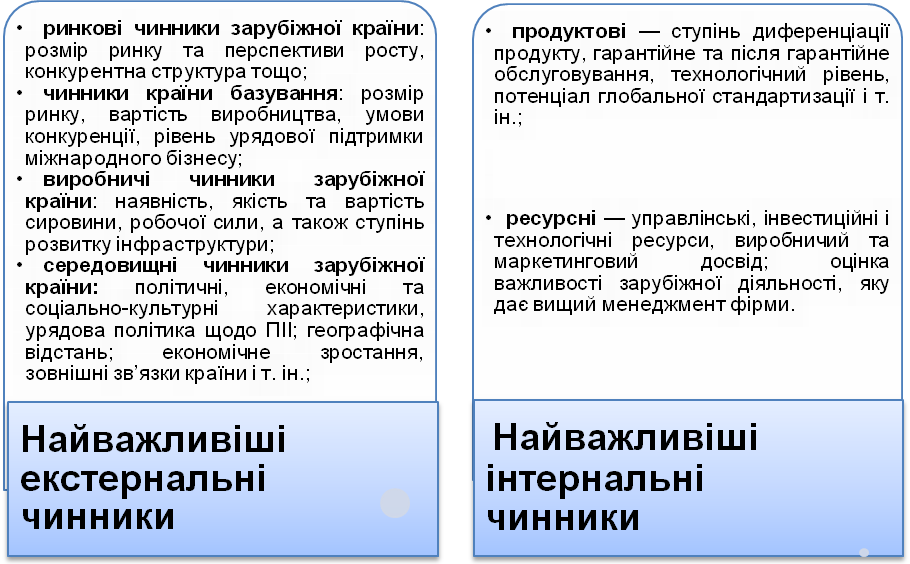 • ринкові чинники зарубіжної країни:
розмір ринку та перспективи росту,
конкурентна структура тощо;
• чинники країни базування: розмір
ринку, вартість виробництва, умови
конкуренції, рівень урядової підтримки
міжнародного бізнесу;
• виробничі чинники зарубіжної
країни: наявність, якість та вартість
сировини, робочої сили, а також ступінь
розвитку інфраструктури;
• середовищні чинники зарубіжної
країни: політичні, економічні та
соціально-культурні характеристики,
урядова політика щодо ПІІ; географічна
відстань; економічне зростання,
зовнішні зв’язки країни і т. ін.;
Найважливіші
екстернальні
чинники
• продуктові — ступінь диференціації
продукту, гарантійне та після гарантійне
обслуговування, технологічний рівень,
потенціал глобальної стандартизації і т.
ін.;
• ресурсні — управлінські, інвестиційні і
технологічні ресурси, виробничий та
маркетинговий досвід; оцінка
важливості зарубіжної діяльності, яку
дає вищий менеджмент фірми.
Найважливіші
інтернальні
чинники